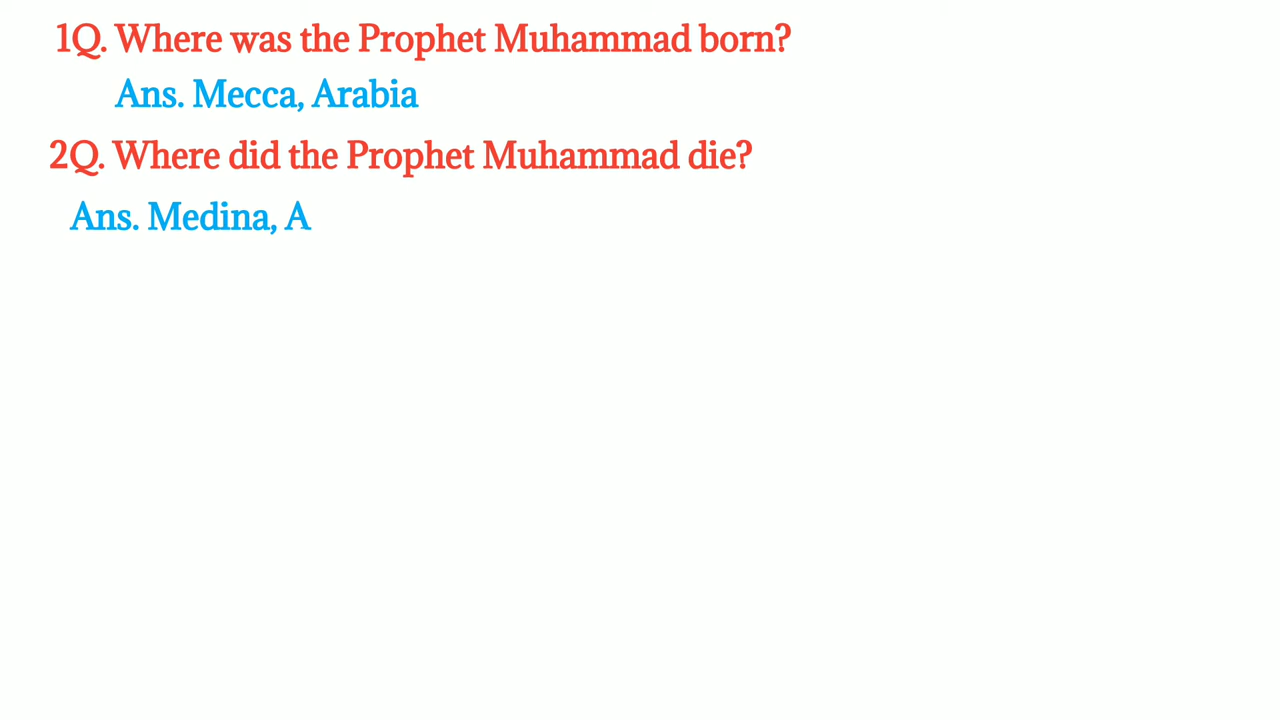 1Q. Where was the Prophet Muhammad born?
Ans. Mecca, Arabia
2Q. Where did the Prophet Muhammad die?
Ans. Medina, A